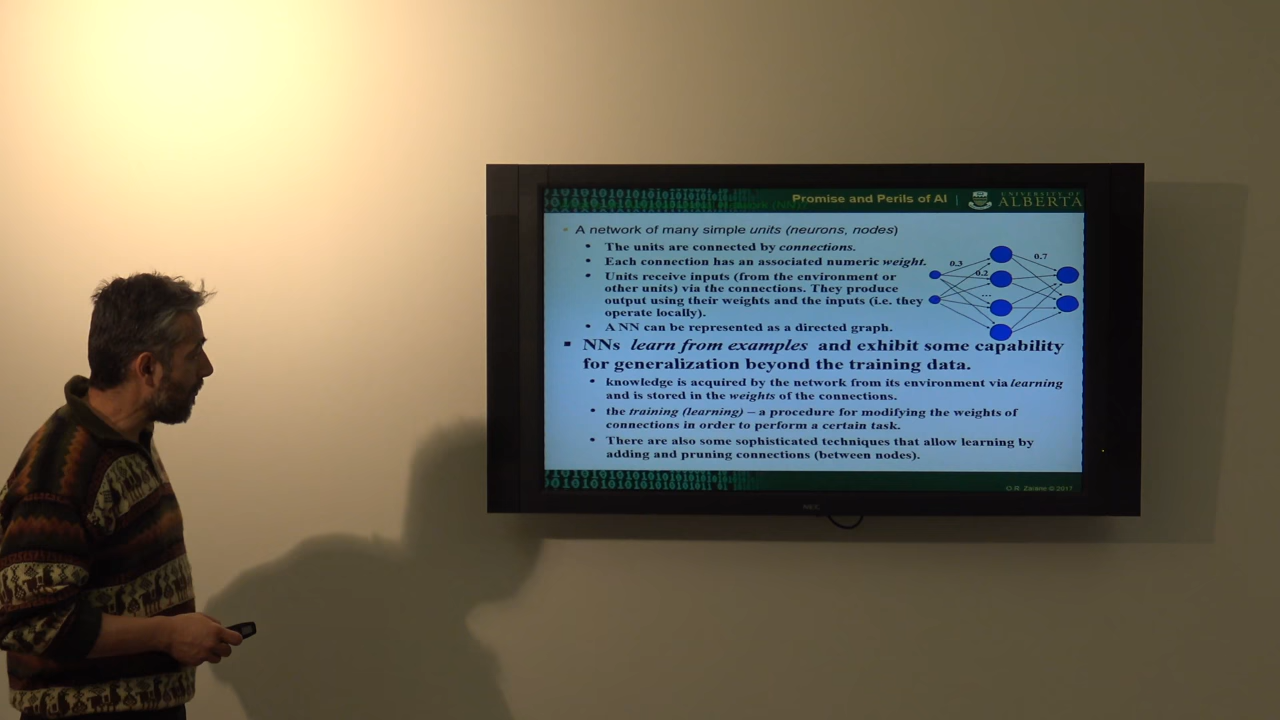 Promise and Perils of AI |
UNIVERSITY OF
ALBERTA
A network of many simple units (neurons, nodes)
• The units are connected by connections.
• Each connection has an associated numeric weight.
• Units receive inputs (from the environment or
other units) via the connections. They produce
output using their weights and the inputs (i.e. they
operate locally).
• A NN can be represented as a directed graph.
0.3
0.7
0.2
...
▪ NNs learn from examples and exhibit some capability
for generalization beyond the training data.
• knowledge is acquired by the network from its environment via learning
and is stored in the weights of the connections.
• the training (learning) – a procedure for modifying the weights of
connections in order to perform a certain task.
• There are also some sophisticated techniques that allow learning by
adding and pruning connections (between nodes).
O.R. Zaïane © 2017
NEC